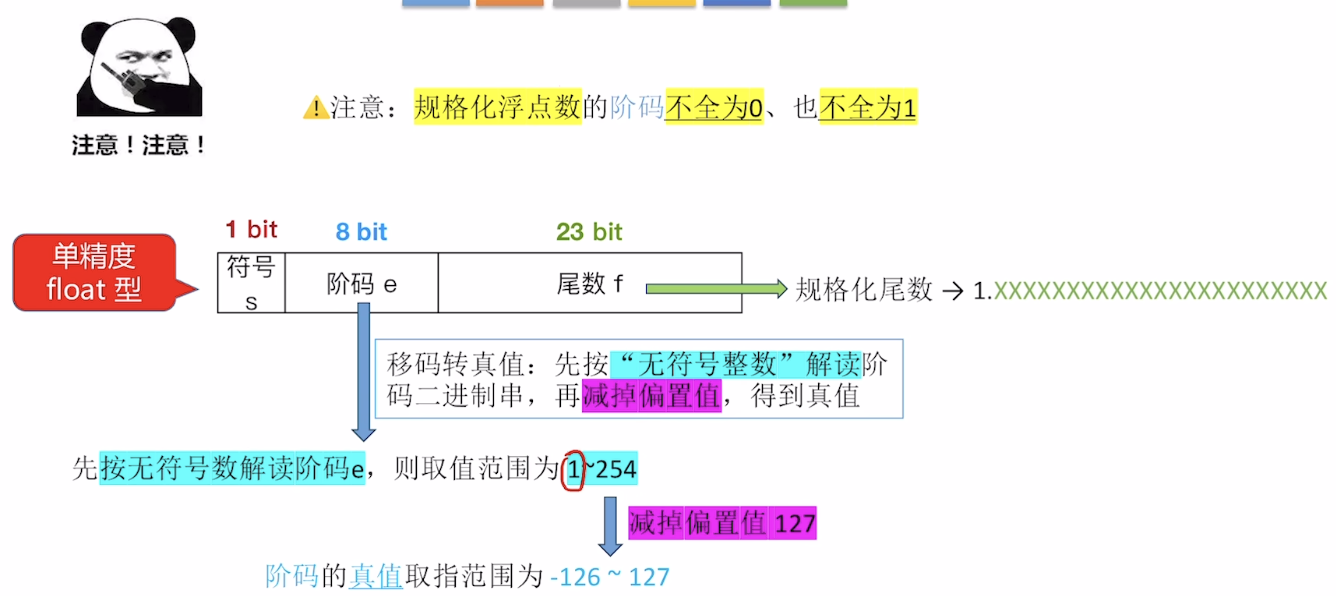 注意！注意！
⚠注意：规格化浮点数的阶码不全为0、也不全为1
1 bit
8 bit
23 bit
单精度
float 型
符号
s
阶码 e
尾数 f
规格化尾数 → 1.XXXXXXXXXXXXXXXXXXXXXXX
移码转真值：先按“无符号整数”解读阶
码二进制串，再减掉偏置值，得到真值
先按无符号数解读阶码e，则取值范围为 1~254
减掉偏置值 127
阶码的真值取指范围为 -126 ~ 127